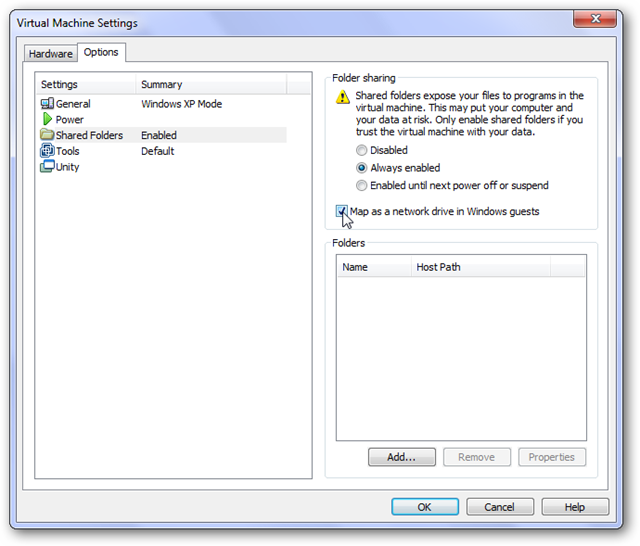 Virtual Machine Settings
Hardware
Options
Settings
Summary
General
Windows XP Mode
Power
Shared Folders
Enabled
Tools
Default
Unity
Folder sharing
Shared folders expose your files to programs in the
virtual machine. This may put your computer and
your data at risk. Only enable shared folders if you
trust the virtual machine with your data.
Disabled
Always enabled
Enabled until next power off or suspend
Map as a network drive in Windows guests
Folders
Name
Host Path
Add...
Remove
Properties
OK
Cancel
Help